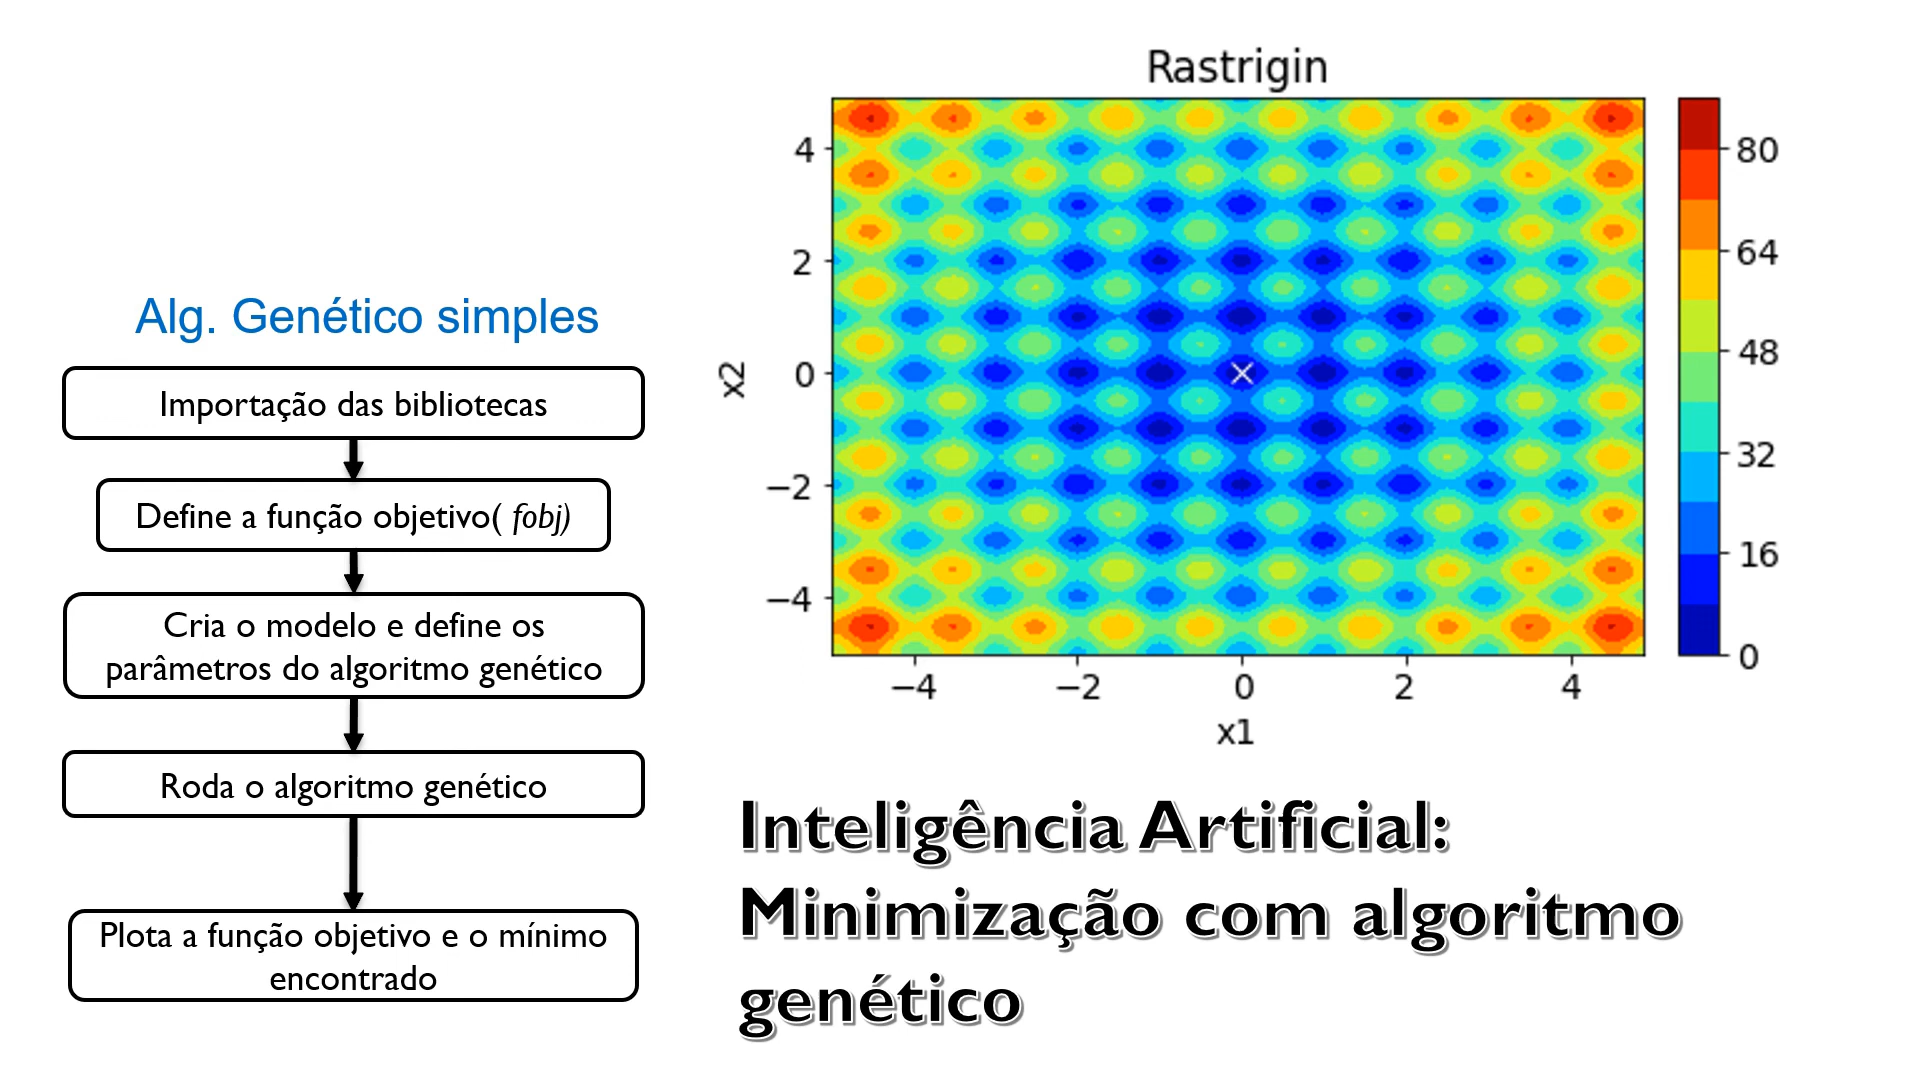 Alg. Genético simples
Importação das bibliotecas
Define a função objetivo( fobj)
Cria o modelo e define os
parâmetros do algoritmo genético
Roda o algoritmo genético
Plota a função objetivo e o mínimo
encontrado
Rastrigin
4
2
0
−2
−4
x2
−4 −2 0 2 4
x1
80
64
48
32
16
0
Inteligência Artificial:
Minimização com algoritmo
genético